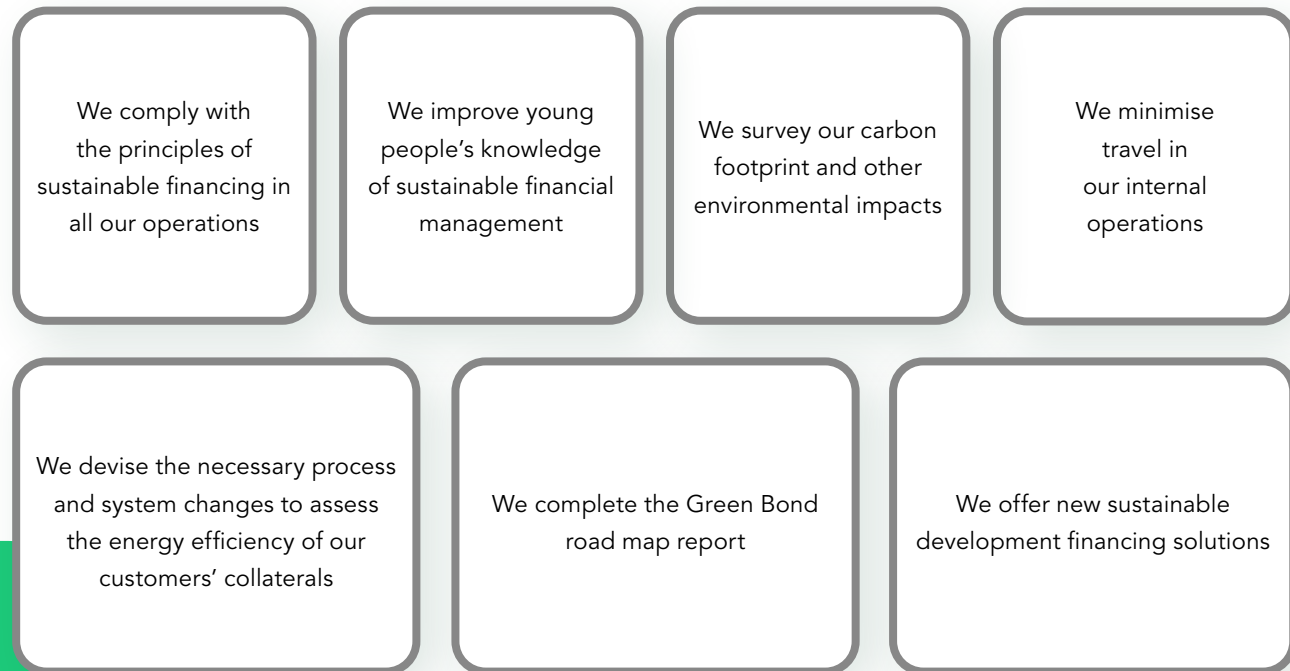 We comply with
the principles of
sustainable financing in
all our operations
We improve young
people’s knowledge
of sustainable financial
management
We survey our carbon
footprint and other
environmental impacts
We minimise
travel in
our internal
operations
We devise the necessary process
and system changes to assess
the energy efficiency of our
customers’ collaterals
We complete the Green Bond
road map report
We offer new sustainable
development financing solutions